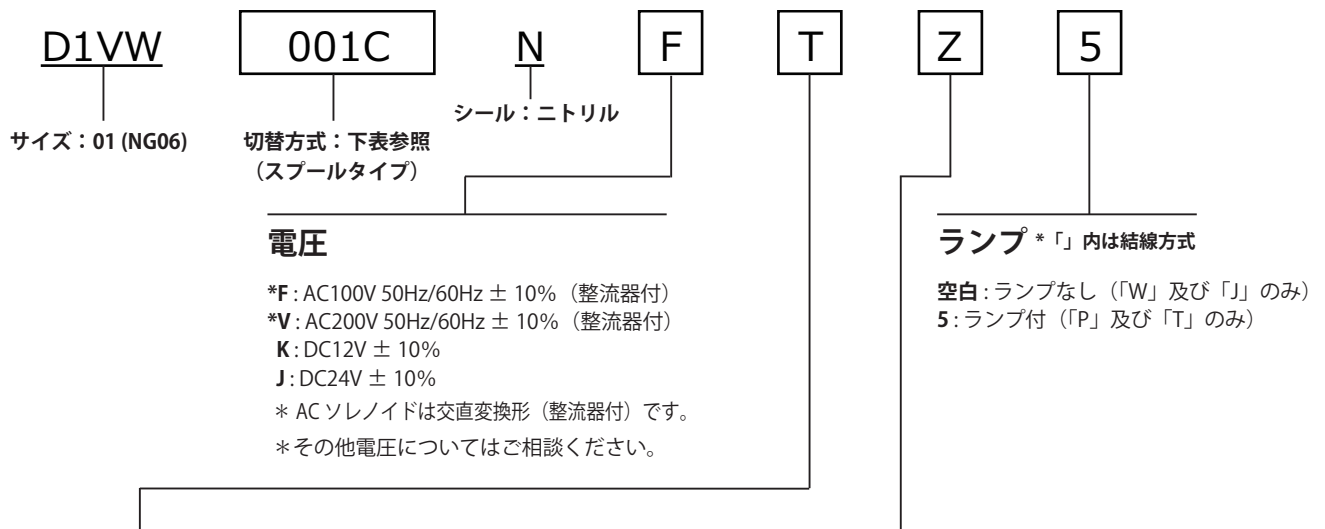 D1VW 001C N F T Z 5
シール：ニトリル
サイズ：01 (NG06)
切替方式：下表参照
（スプールタイプ）
電圧
*F : AC100V 50Hz/60Hz ± 10%（整流器付）
*V : AC200V 50Hz/60Hz ± 10%（整流器付）
K : DC12V ± 10%
J : DC24V ± 10%
＊ AC ソレノイドは交直変換形（整流器付）です。
＊その他電圧についてはご相談ください。
ランプ *「」内は結線方式
空白 : ランプなし（「W」及び「J」のみ）
5 : ランプ付（「P」及び「T」のみ）